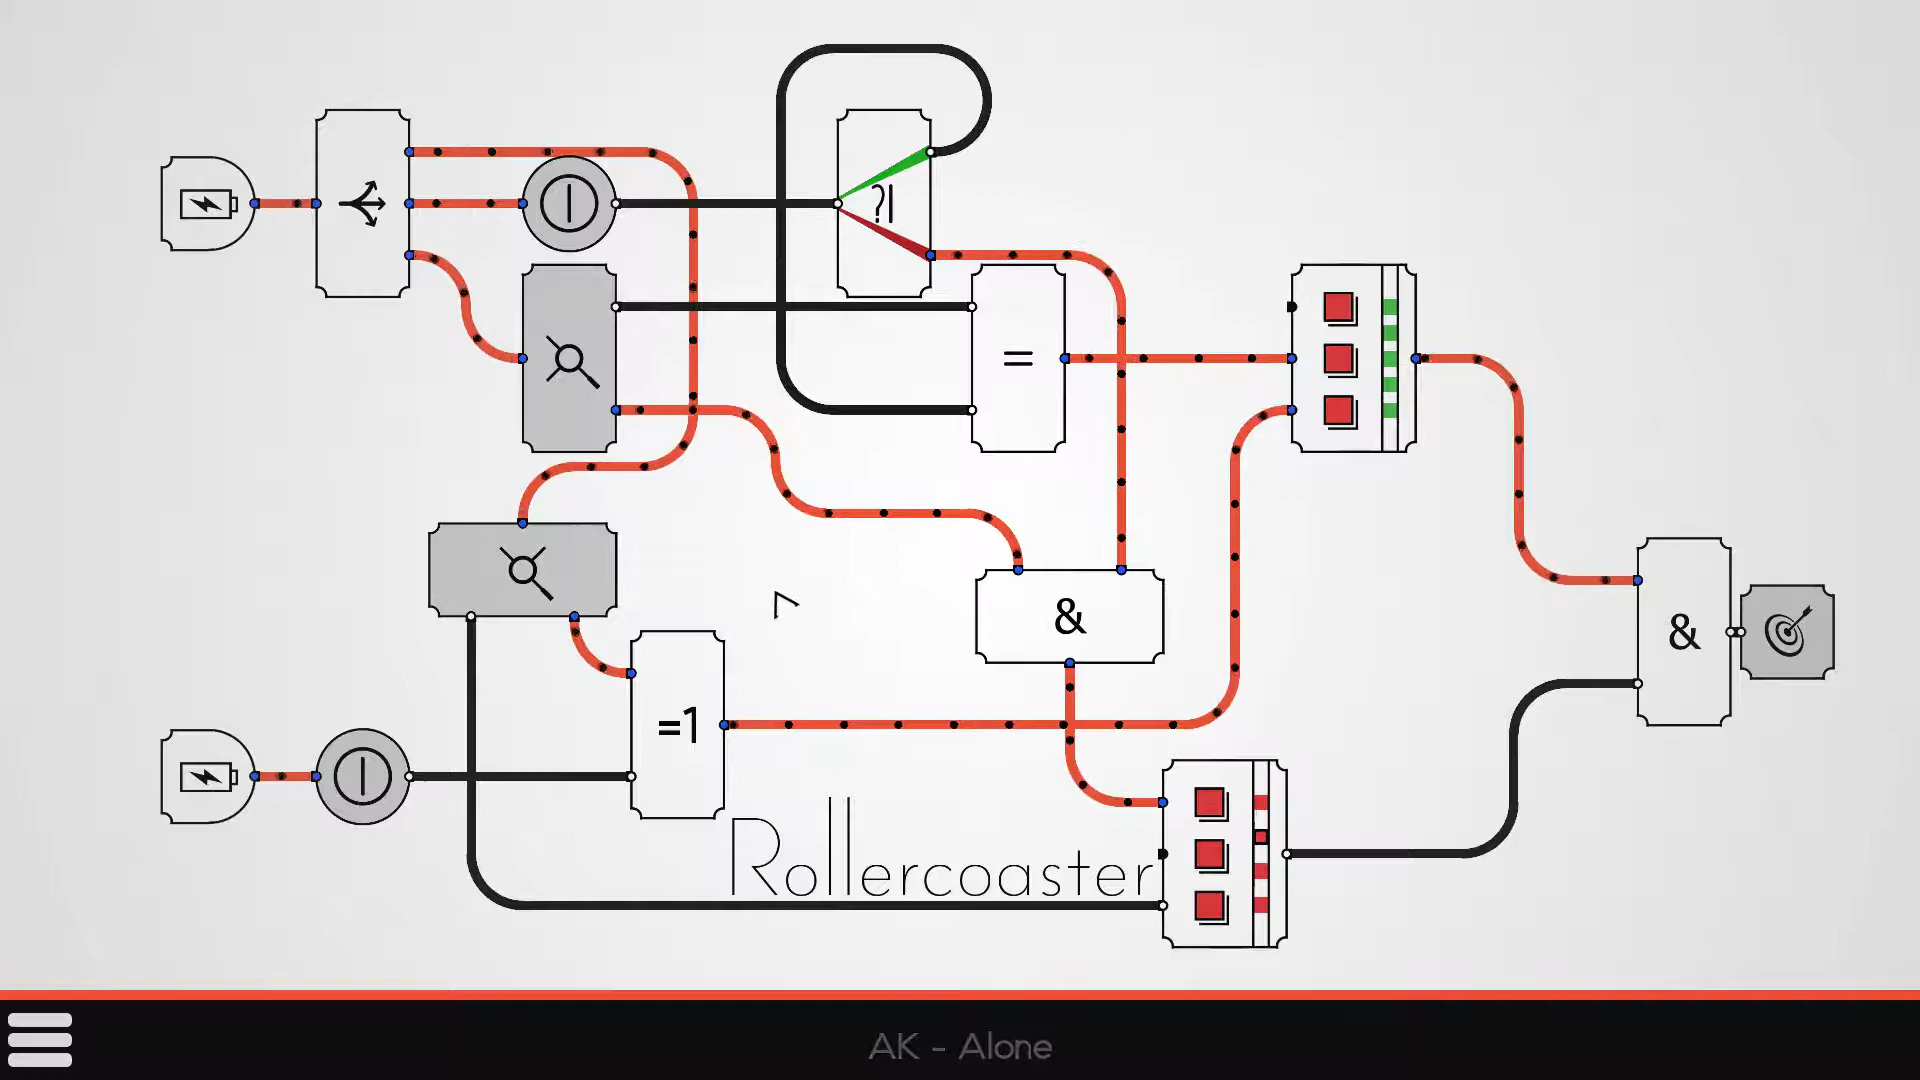 ?|
=
&
&
=1
Rollercoaster
AK - Alone